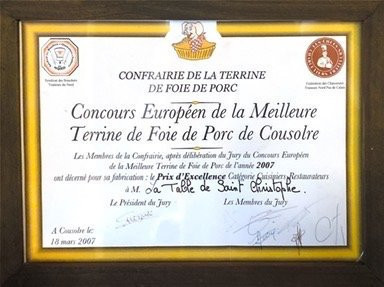 CONFRAIRIE DE LA TERRINE
DE FOIE DE PORC
Concours Européen de la Meilleure
Terrine de Foie de Porc de Cousolre
Les Membres de la Confrairie, après délibération du Jury du Concours Européen
de la Meilleure Terrine de Foie de Porc de l'année 2007
ont décerné pour sa fabrication : le Prix d'Excellence Catégorie Cuisiniers Restaurateurs
à M. La Table de Saint Christophe.
Le Président du Jury Les Membres du Jury
A Cousolre le:
18 mars 2007